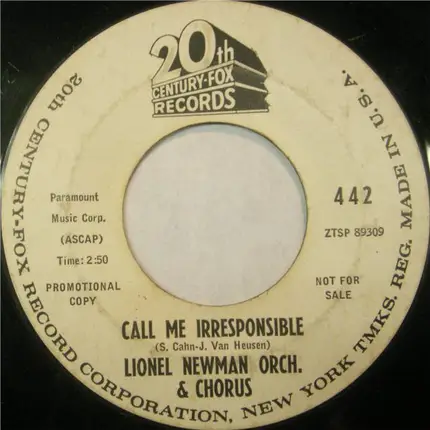 20th
CENTURY-FOX
RECORDS
Paramount
Music Corp.
(ASCAP)
Time: 2:50
PROMOTIONAL
COPY
442
ZTSP 89309
NOT FOR
SALE
CALL ME IRRESPONSIBLE
(S. Cahn-J. Van Heusen)
LIONEL NEWMAN ORCH.
& CHORUS
20th CENTURY-FOX RECORD CORPORATION, NEW YORK TMKS. REG. MADE IN U.S.A.